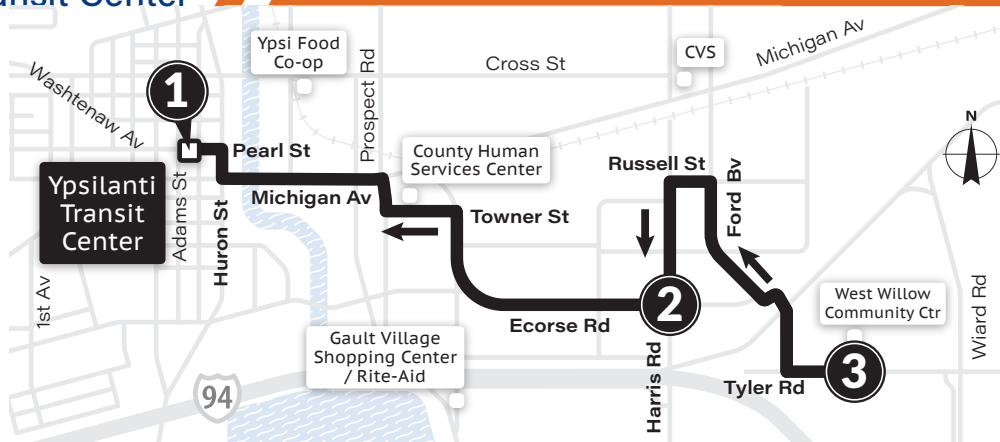 Transit Center
Ypsi Food
Co-op
CVS
Michigan Av
Cross St
Washtenaw Av
1
Prospect Rd
N
Pearl St
County Human
Services Center
Russell St
Ford Bv
Ypsilanti
Transit
Center
Adams St
Huron St
Michigan Av
Towner St
1st Av
2
West Willow
Community Ctr
Wiard Rd
Ecorse Rd
Gault Village
Shopping Center
/ Rite-Aid
Harris Rd
Tyler Rd
3
94